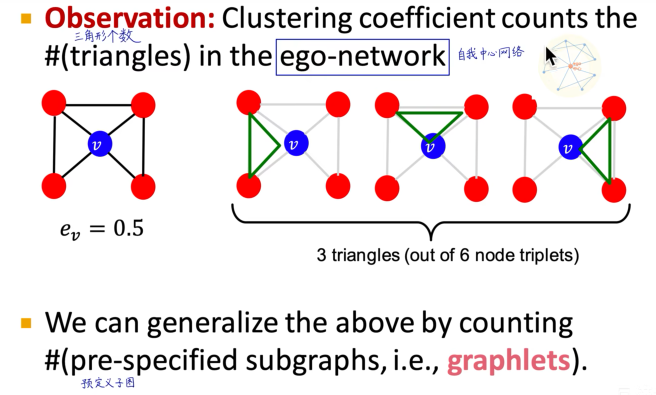 Observation: Clustering coefficient counts the
三角形个数
#(triangles) in the ego-network 自我中心网络
v v v v
eᵥ = 0.5
3 triangles (out of 6 node triplets)
We can generalize the above by counting
#(pre-specified subgraphs, i.e., graphlets).
预定义子图